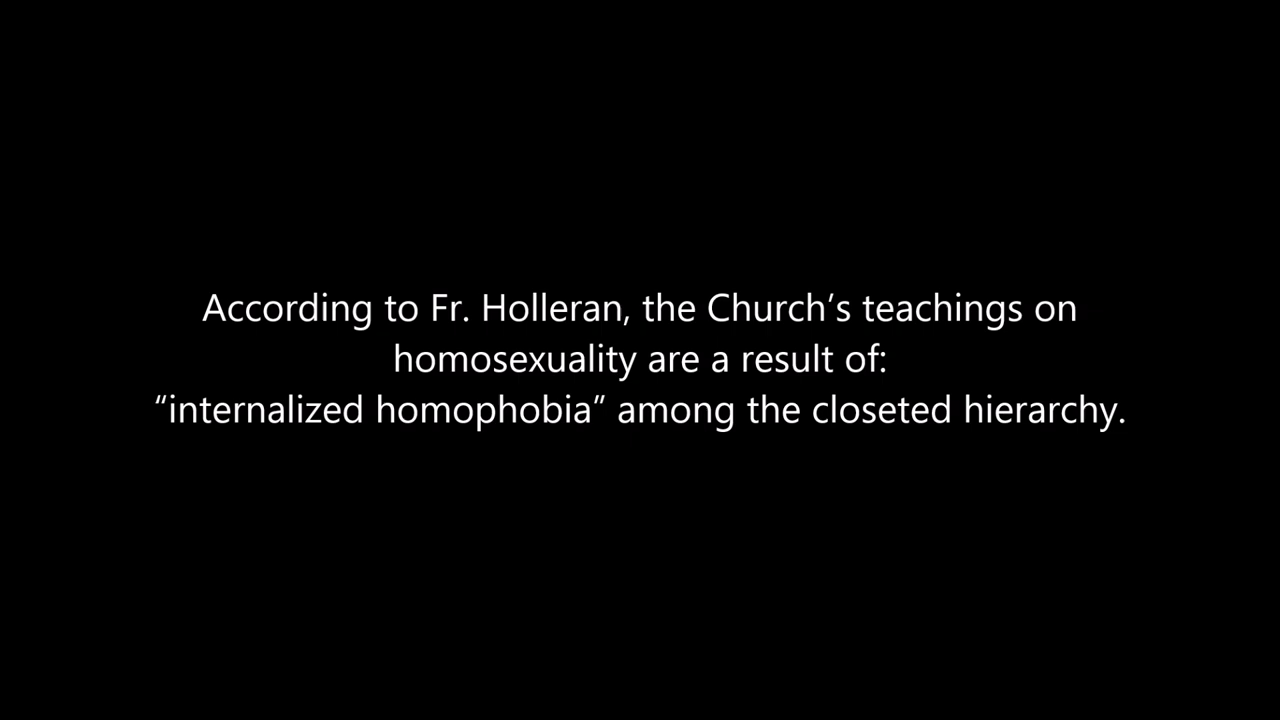 According to Fr. Holleran, the Church’s teachings on
homosexuality are a result of:
“internalized homophobia” among the closeted hierarchy.